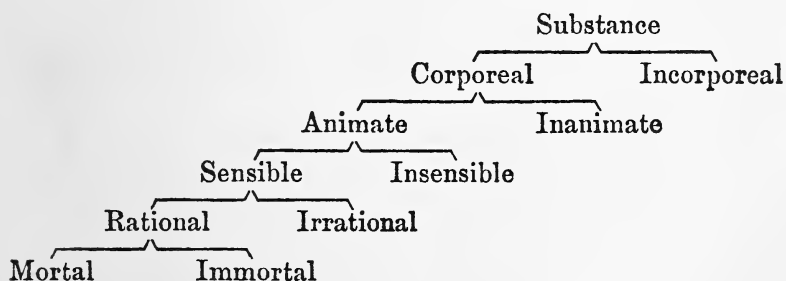 Substance
Corporeal Incorporeal
Animate Inanimate
Sensible Insensible
Rational Irrational
Mortal Immortal